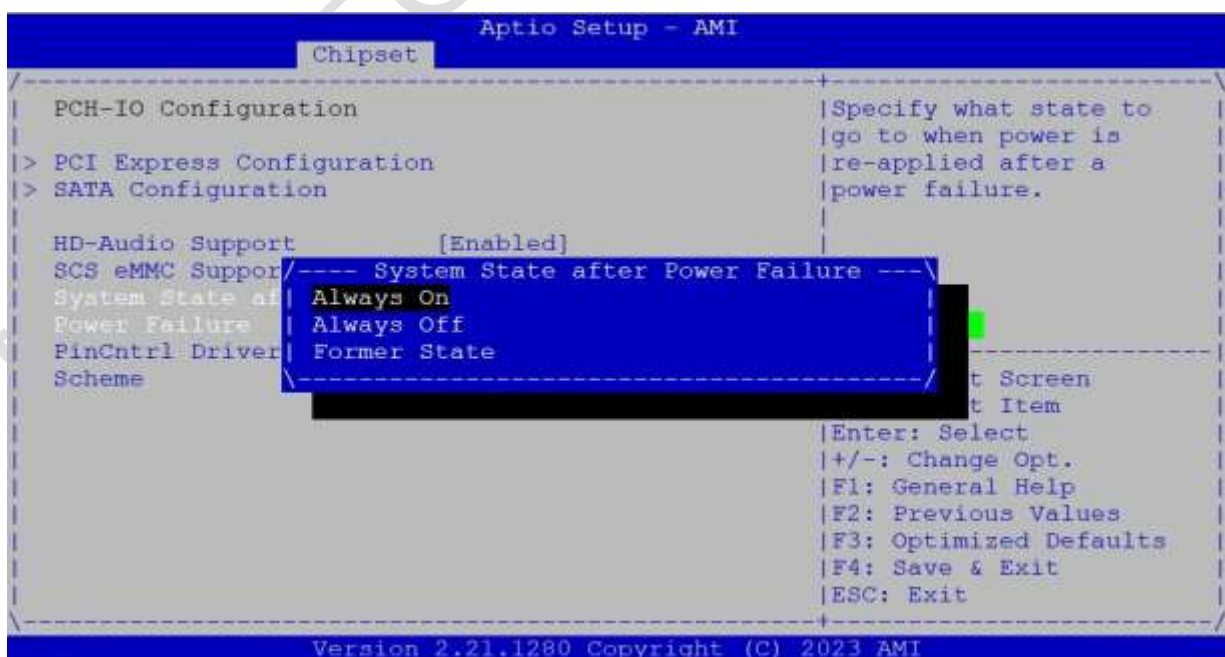 Aptio Setup - AMI
Chipset
PCH-IO Configuration
> PCI Express Configuration
> SATA Configuration
HD-Audio Support [Enabled]
SCS eMMC Suppor
System State af
Power Failure
PinCntrl Driver
Scheme
System State after Power Failure
Always On
Always Off
Former State
Specify what state to
go to when power is
re-applied after a
power failure.
t Screen
t Item
Enter: Select
+/-: Change Opt.
F1: General Help
F2: Previous Values
F3: Optimized Defaults
F4: Save & Exit
ESC: Exit
Version 2.21.1280 Copyright (C) 2023 AMI